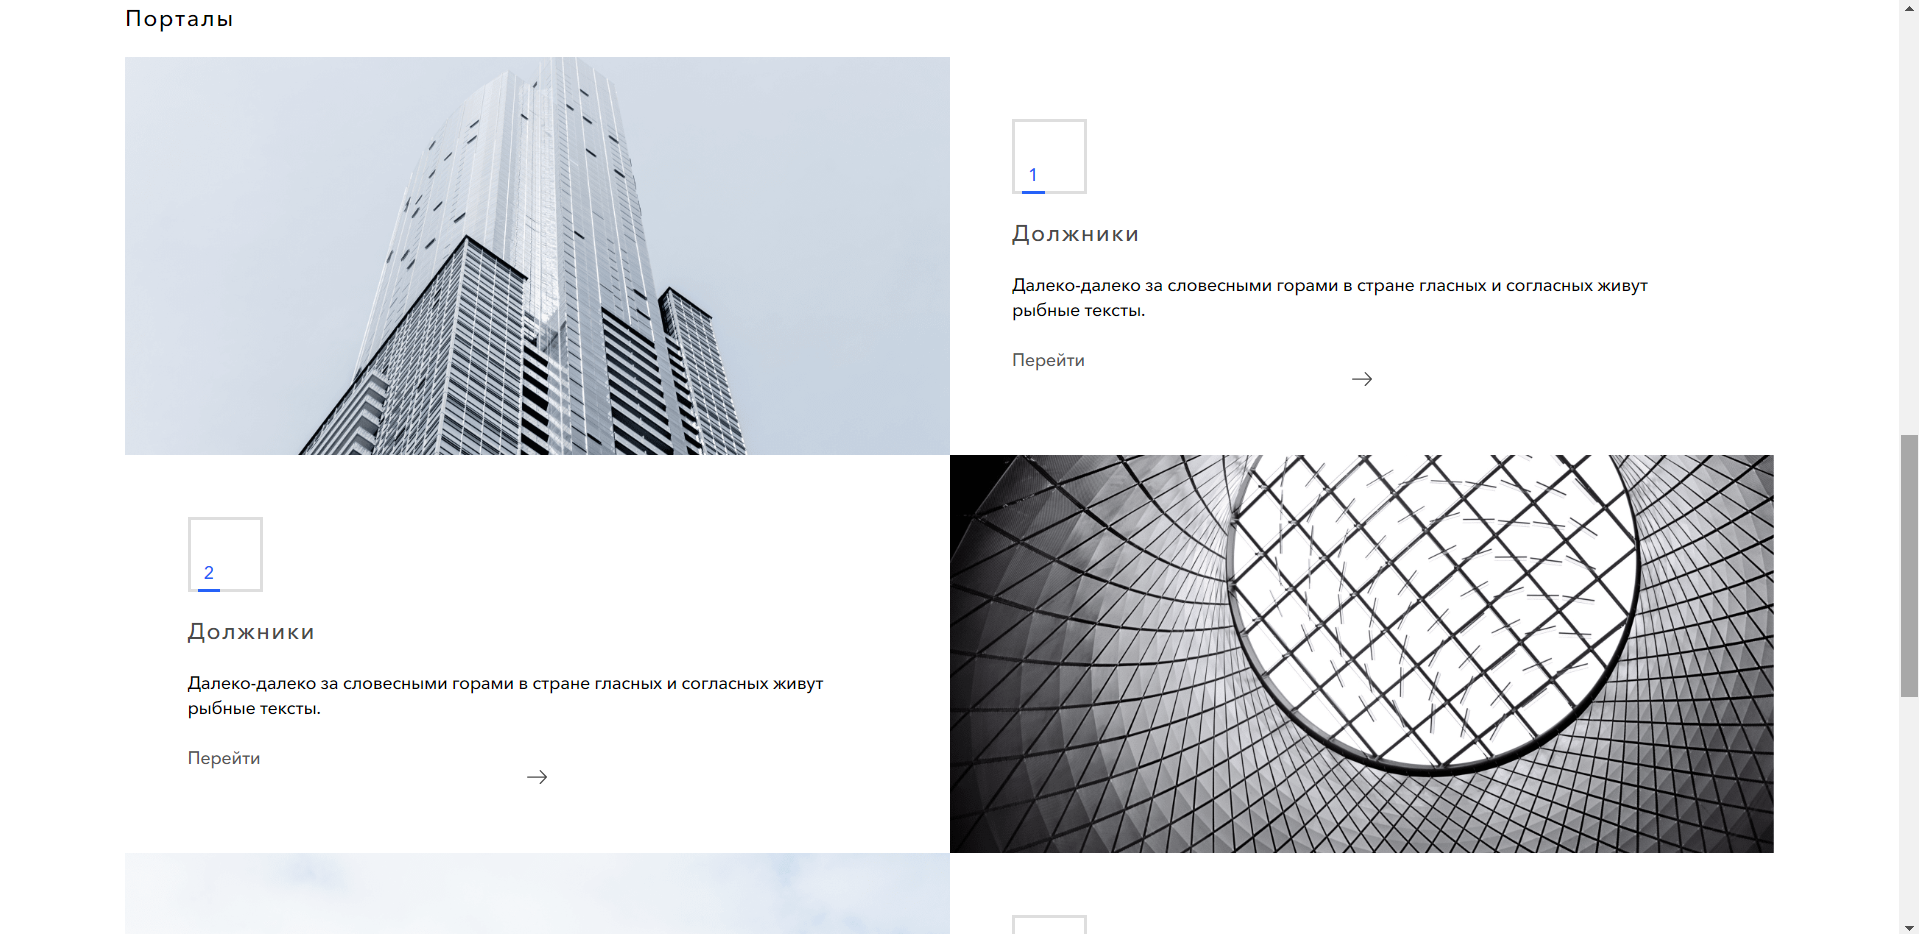 Порталы
1
Должники
Далеко-далеко за словесными горами в стране гласных и согласных живут
рыбные тексты.
Перейти
2
Должники
Далеко-далеко за словесными горами в стране гласных и согласных живут
рыбные тексты.
Перейти